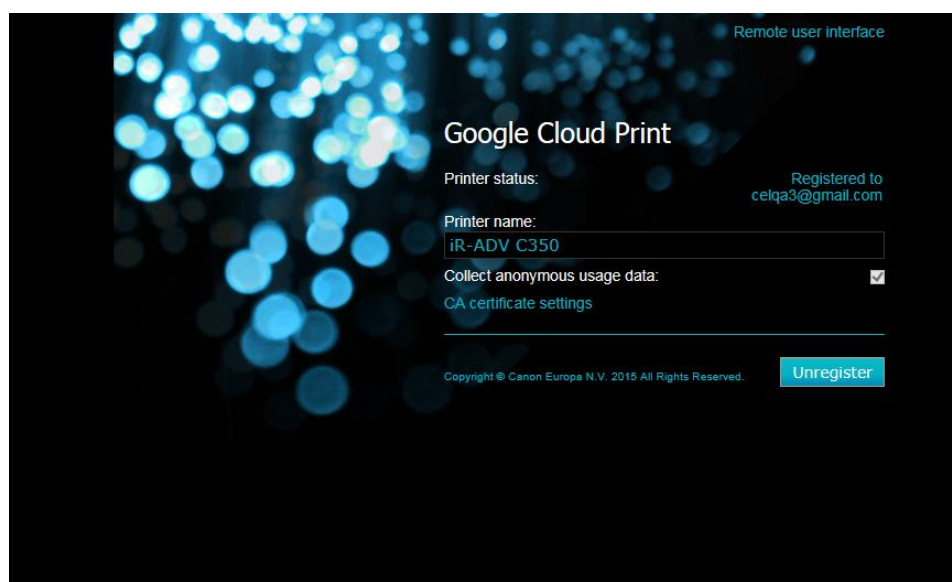 Remote user interface
Google Cloud Print
Printer status:
Registered to
celqa3@gmail.com
Printer name:
iR-ADV C350
Collect anonymous usage data:
CA certificate settings
Copyright © Canon Europa N.V. 2015 All Rights Reserved.
Unregister